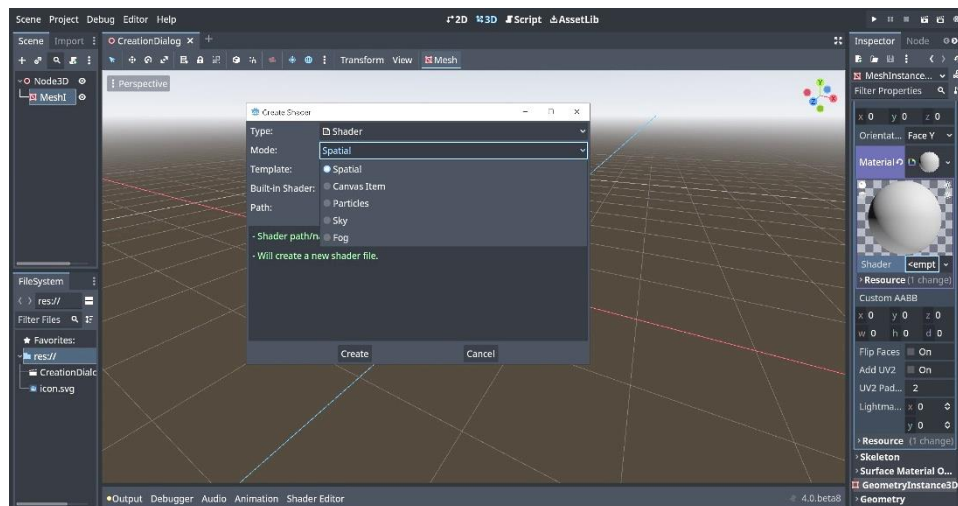 Scene Project Debug Editor Help
2D 3D Script AssetLib
Scene Import
CreationDialog
Transform View Mesh
Inspector Node
Node3D
MeshI
Perspective
MeshInstance...
Filter Properties
x 0 y 0 z 0
Orientat... Face Y
Material
Create Shader
Type: Shader
Mode: Spatial
Template: Spatial
Built-in Shader: Canvas Item
Path: Particles
Sky
- Shader path/n
Fog
- Will create a new shader file.
Create Cancel
Shader <empt
Resource (1 change)
Custom AABB
x 0 y 0 z 0
w 0 h 0 d 0
Flip Faces On
Add UV2 On
UV2 Pad... 2
Lightma... x 0
y 0
Resource (1 change)
Skeleton
Surface Material O...
GeometryInstance3D
Geometry
FileSystem
res://
Filter Files
Favorites:
res://
CreationDialo
icon.svg
Output Debugger Audio Animation Shader Editor
4.0.beta8